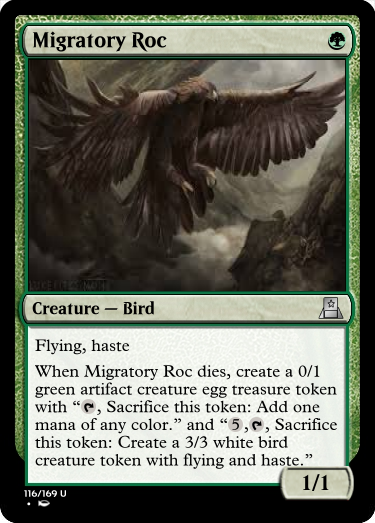 Migratory Roc
Creature — Bird
Flying, haste
When Migratory Roc dies, create a 0/1
green artifact creature egg treasure token
with “, Sacrifice this token: Add one
mana of any color.” and “5,, Sacrifice
this token: Create a 3/3 white bird
creature token with flying and haste.”
1/1
116/169 U